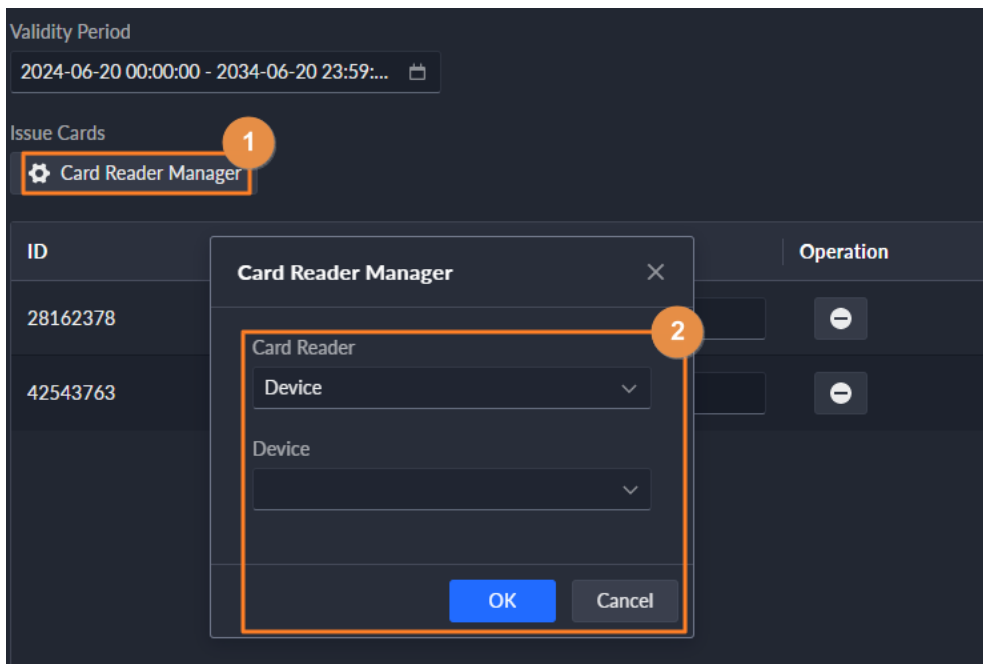 Validity Period
2024-06-20 00:00:00 - 2034-06-20 23:59:...
Issue Cards
1
Card Reader Manager
ID
Operation
Card Reader Manager
28162378
2
Card Reader
Device
42543763
Device
OK
Cancel